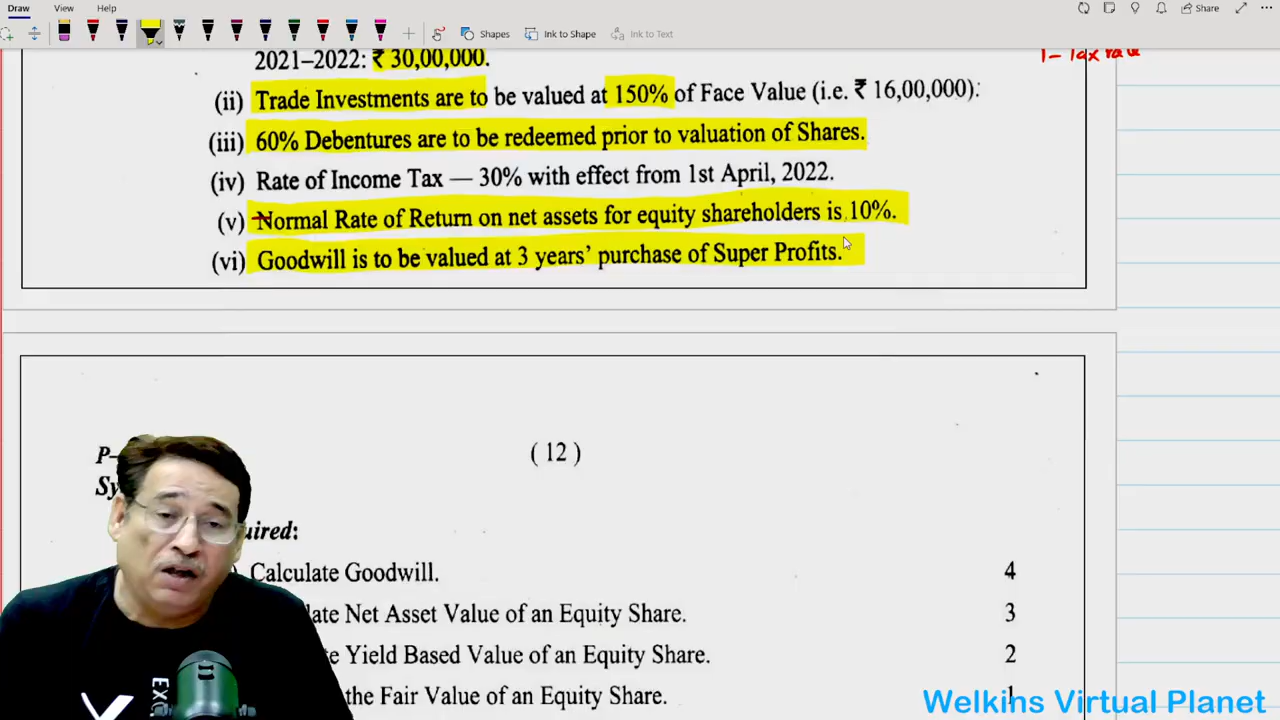 Draw View Help
Share
Shapes Ink to Shape Ink to Text
2021–2022: ₹ 30,00,000.
1 – Tax rate
(ii) Trade Investments are to be valued at 150% of Face Value (i.e. ₹ 16,00,000):
(iii) 60% Debentures are to be redeemed prior to valuation of Shares.
(iv) Rate of Income Tax — 30% with effect from 1st April, 2022.
(v) Normal Rate of Return on net assets for equity shareholders is 10%.
(vi) Goodwill is to be valued at 3 years’ purchase of Super Profits.
( 12 )
Calculate Goodwill. 4
Net Asset Value of an Equity Share. 3
Yield Based Value of an Equity Share. 2
the Fair Value of an Equity Share. 1
Welkins Virtual Planet